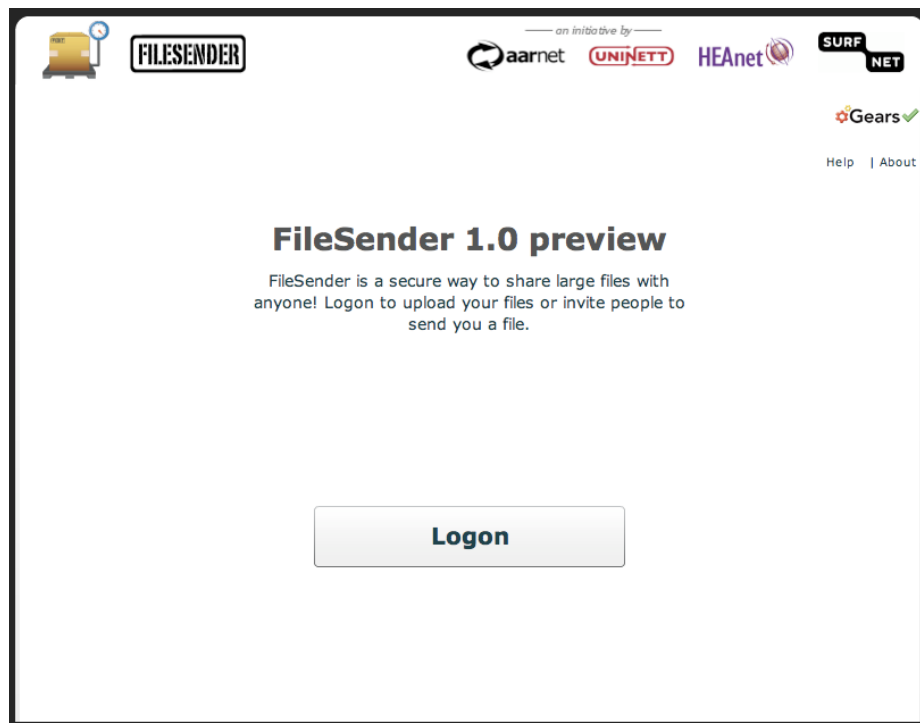 an initiative by
FILESENDER
aarnet UNINETT HEAnet SURF
NET
Gears
Help | About
FileSender 1.0 preview
FileSender is a secure way to share large files with
anyone! Logon to upload your files or invite people to
send you a file.
Logon